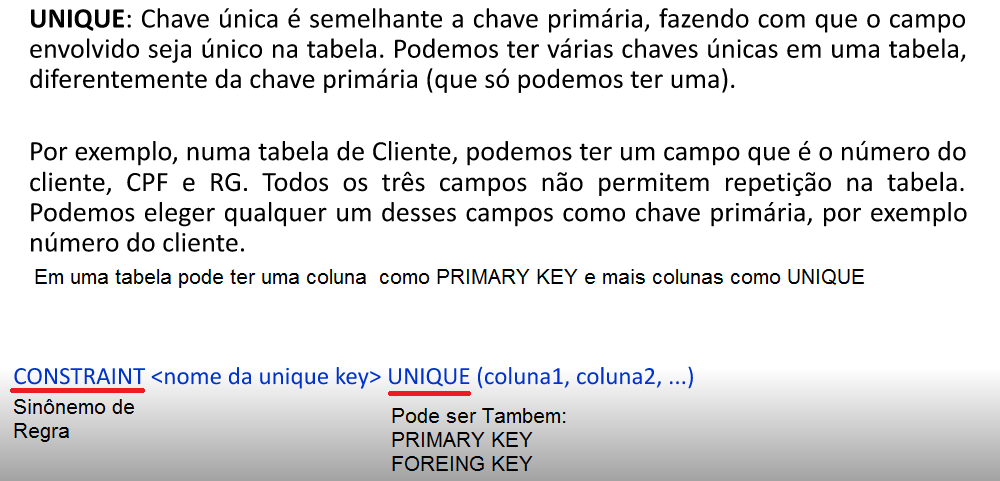 UNIQUE: Chave única é semelhante a chave primária, fazendo com que o campo
envolvido seja único na tabela. Podemos ter várias chaves únicas em uma tabela,
diferentemente da chave primária (que só podemos ter uma).
Por exemplo, numa tabela de Cliente, podemos ter um campo que é o número do
cliente, CPF e RG. Todos os três campos não permitem repetição na tabela.
Podemos eleger qualquer um desses campos como chave primária, por exemplo
número do cliente.
Em uma tabela pode ter uma coluna como PRIMARY KEY e mais colunas como UNIQUE
CONSTRAINT <nome da unique key> UNIQUE (coluna1, coluna2, ...)
Sinônemo de
Regra
Pode ser Tambem:
PRIMARY KEY
FOREING KEY